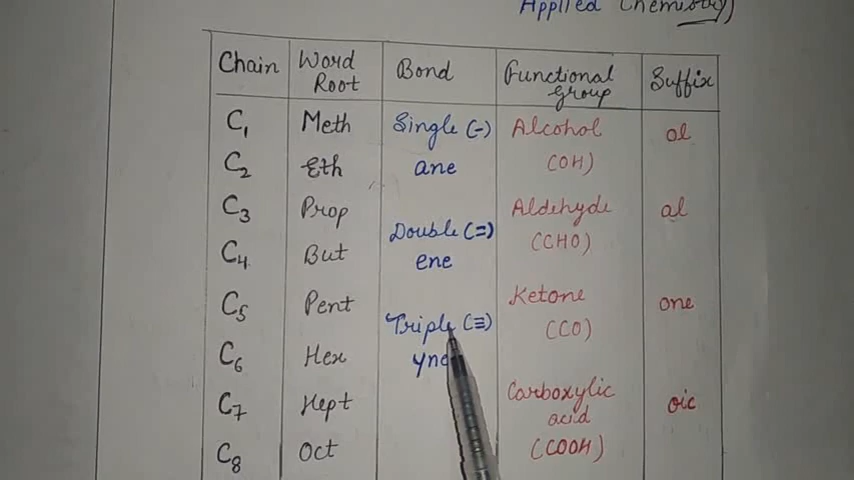 Applied Chemistry
Chain Word Root Bond Functional Group Suffix
C1 Meth Single (-) Alcohol ol
C2 Eth ane (OH)
C3 Prop Aldehyde al
Double (=)
C4 But ene (CHO)
C5 Pent Ketone one
Triple (≡) (CO)
C6 Hex yne
C7 Hept Carboxylic acid oic
C8 Oct (COOH)